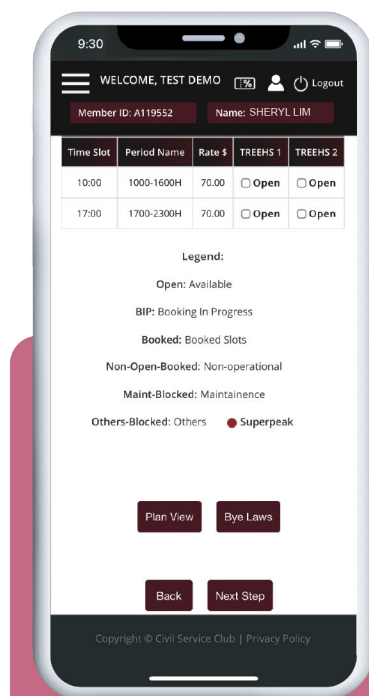 9:30
WELCOME, TEST DEMO % Logout
Member ID: A119552 Name: SHERYL LIM
Time Slot Period Name Rate $ TREEHS 1 TREEHS 2
10:00 1000-1600H 70.00 Open Open
17:00 1700-2300H 70.00 Open Open
Legend:
Open: Available
BIP: Booking In Progress
Booked: Booked Slots
Non-Open-Booked: Non-operational
Maint-Blocked: Maintainence
Others-Blocked: Others Superpeak
Plan View Bye Laws
Back Next Step
Copyright © Civil Service Club | Privacy Policy